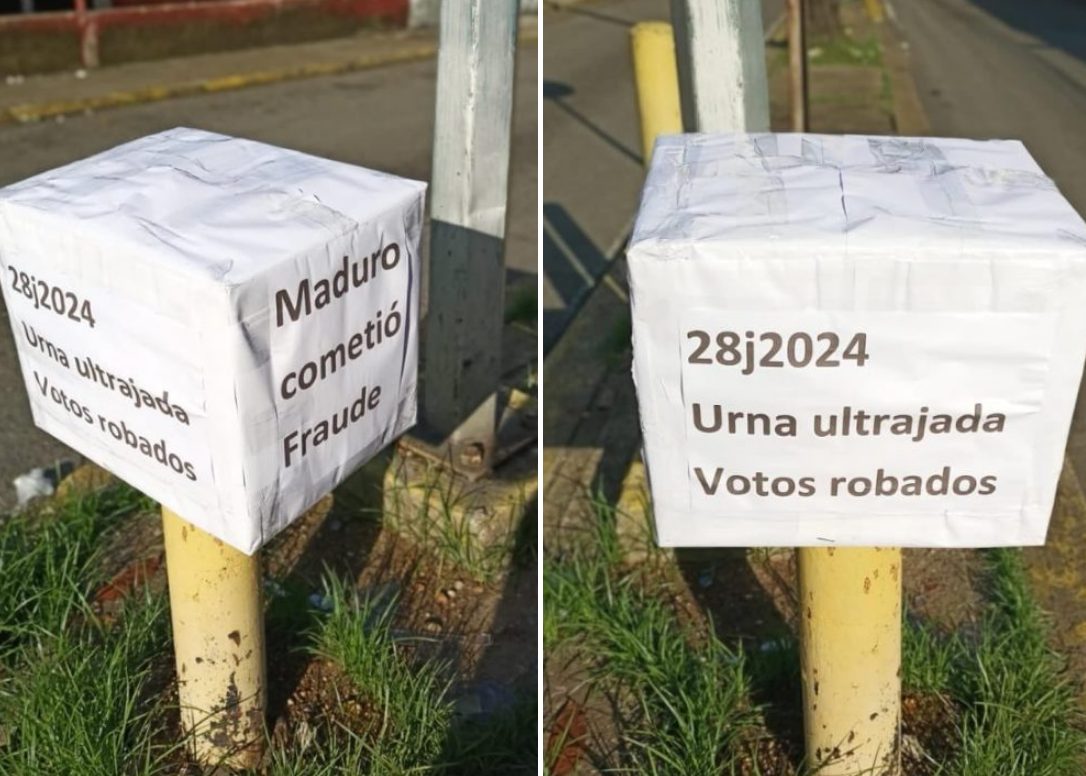 28j2024
Urna ultrajada
Votos robados
Maduro
cometió
Fraude
28j2024
Urna ultrajada
Votos robados